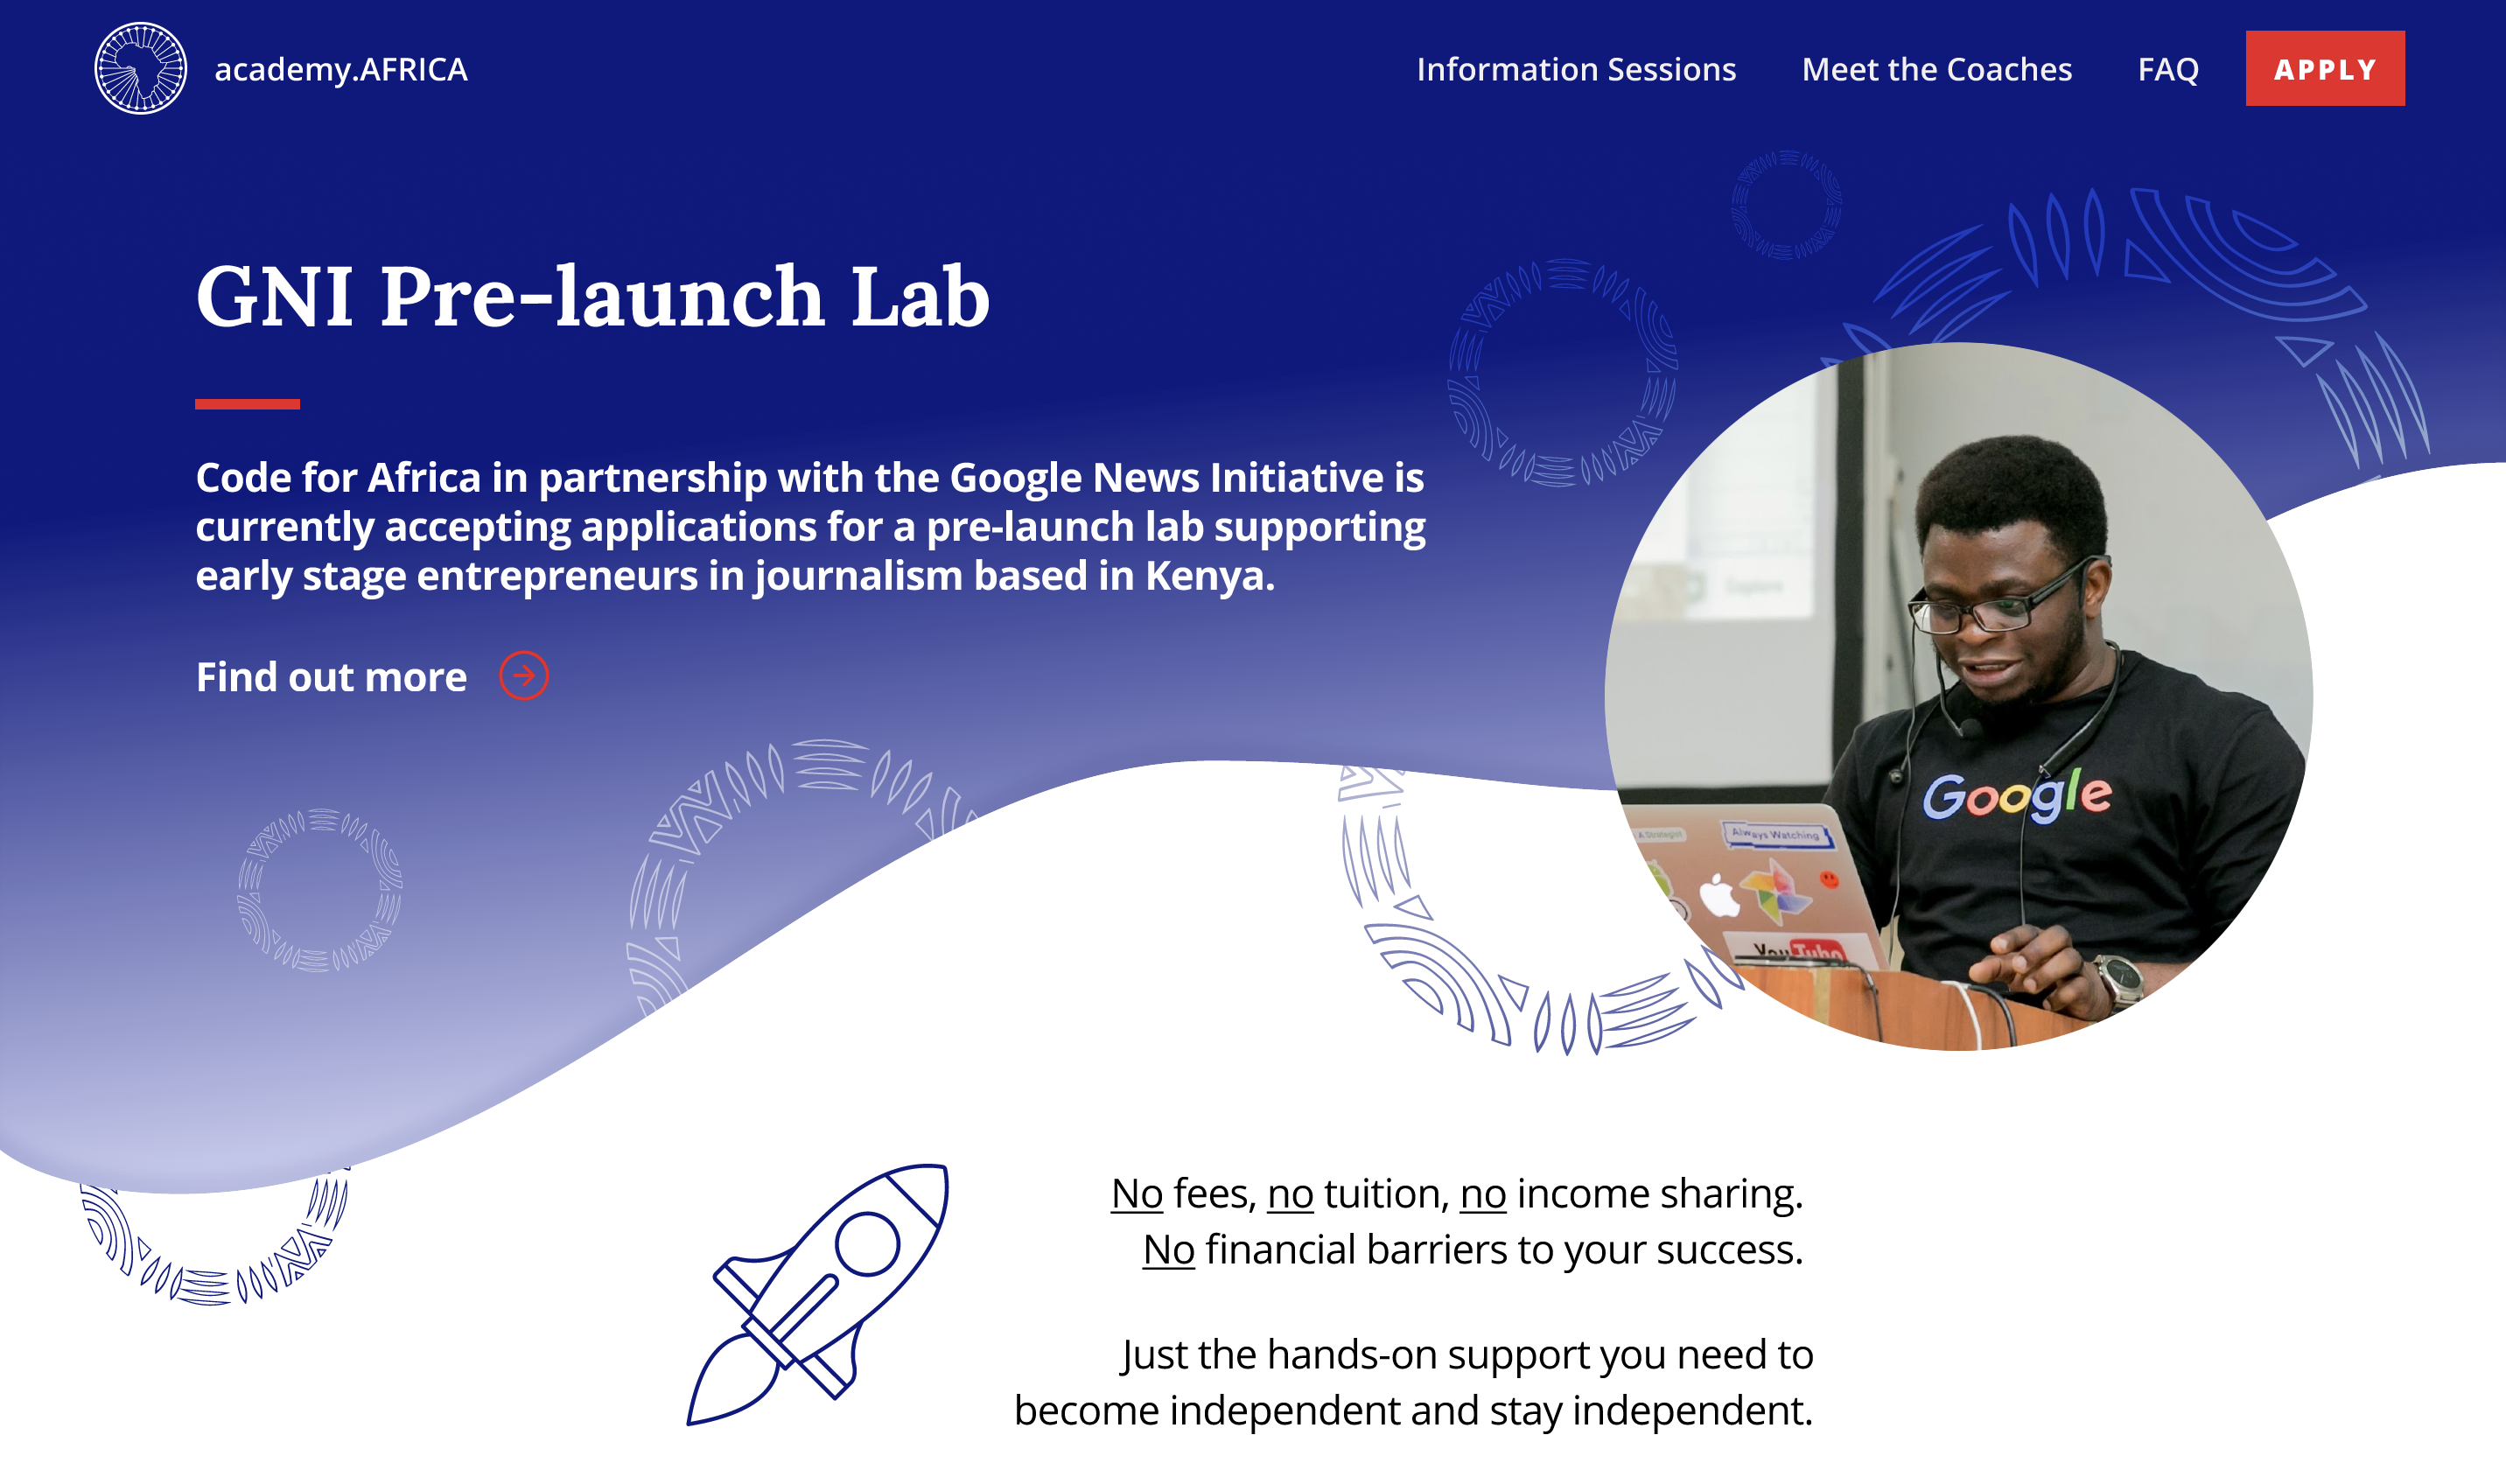 academy.AFRICA
Information Sessions
Meet the Coaches
FAQ
APPLY
GNI Pre-launch Lab
Code for Africa in partnership with the Google News Initiative is
currently accepting applications for a pre-launch lab supporting
early stage entrepreneurs in journalism based in Kenya.
Find out more
Google
A Strategist
Always Watching
YouTube
No fees, no tuition, no income sharing.
No financial barriers to your success.
Just the hands-on support you need to
become independent and stay independent.